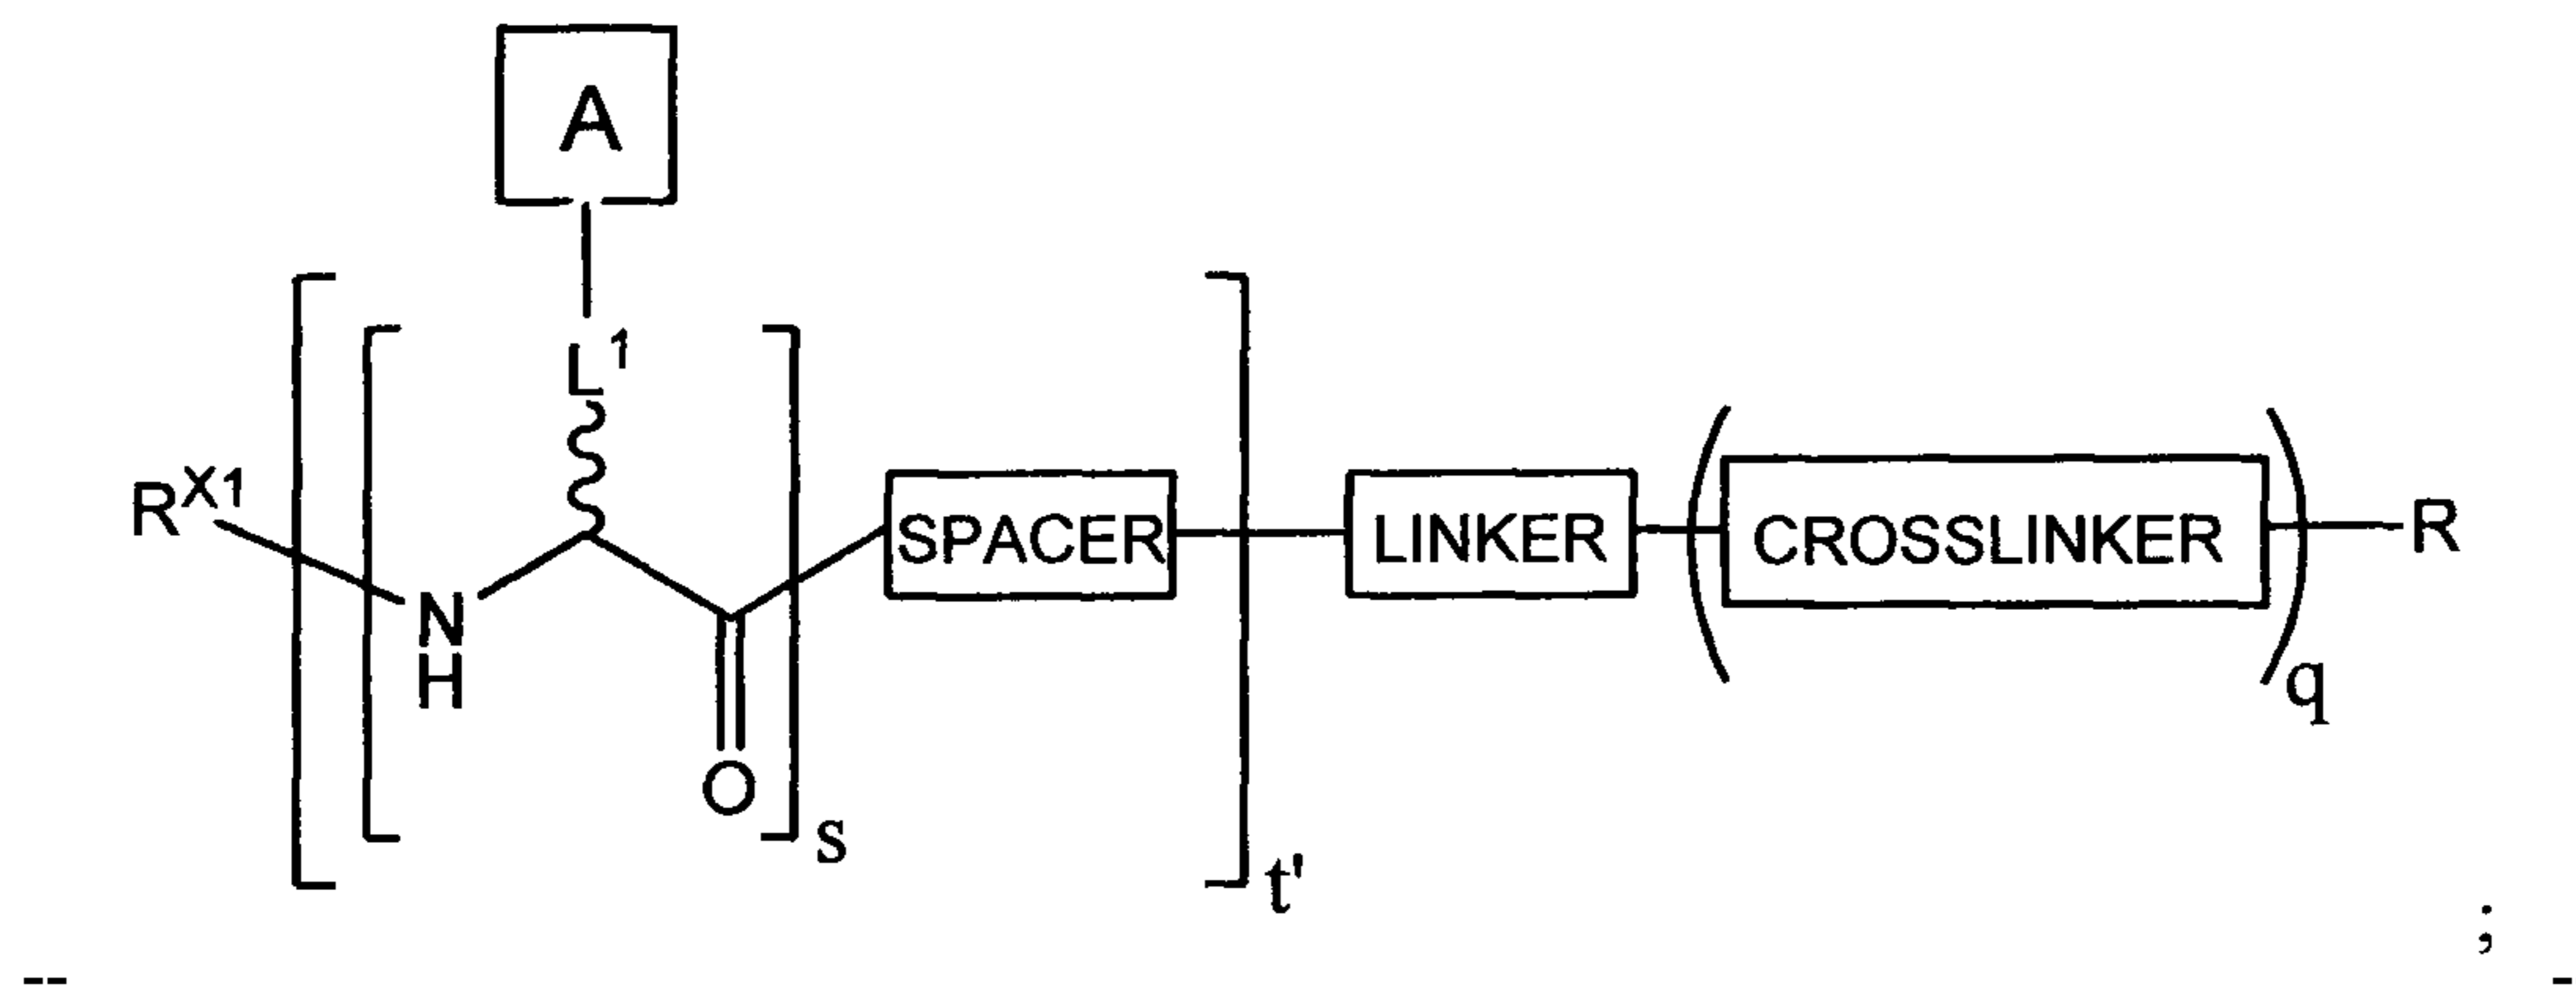 A
L1
RX1
SPACER
LINKER
CROSSLINKER
R
N
H
O
s
q
t'
;
--
-